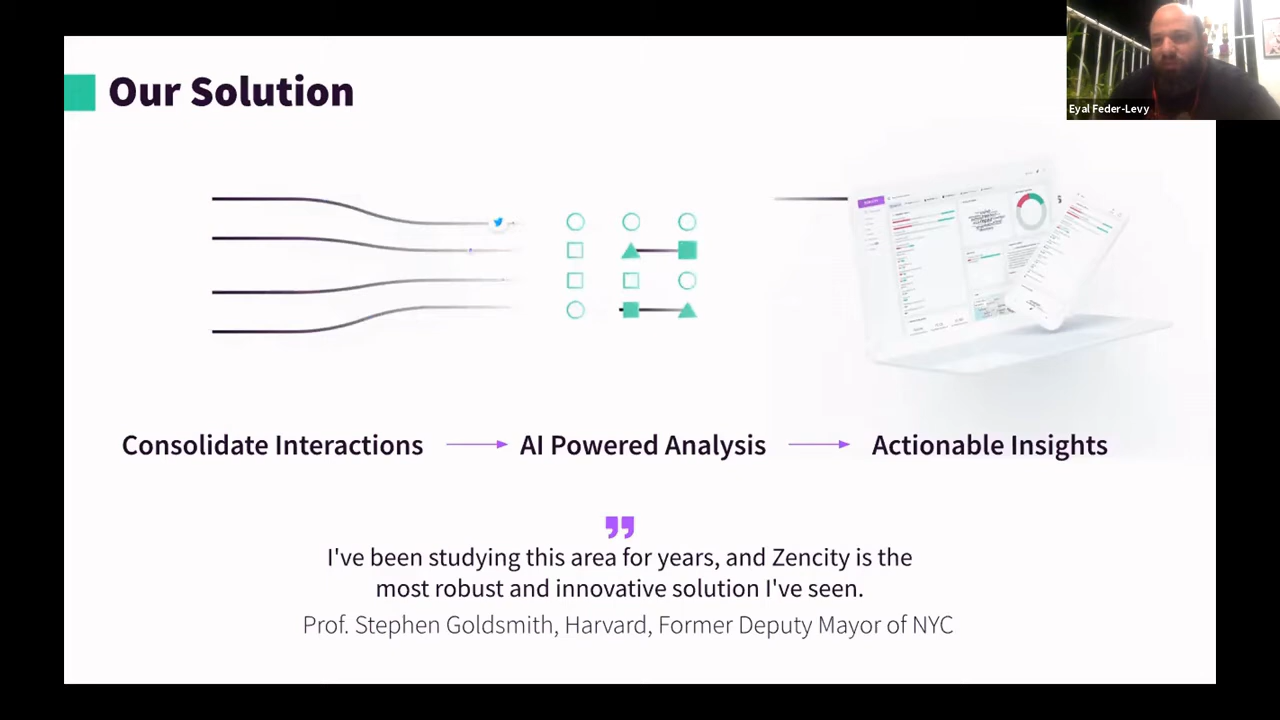 Our Solution
Eyal Feder-Levy
Consolidate Interactions
AI Powered Analysis
Actionable Insights
I've been studying this area for years, and Zencity is the
most robust and innovative solution I've seen.
Prof. Stephen Goldsmith, Harvard, Former Deputy Mayor of NYC